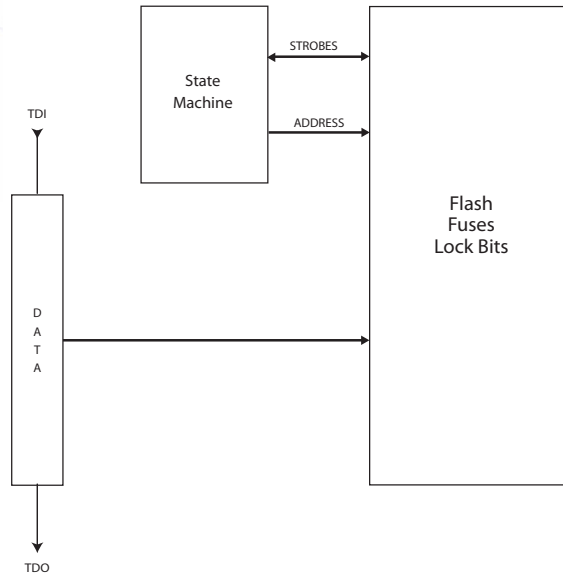 STROBES
State
Machine
ADDRESS
TDI
Flash
Fuses
Lock Bits
D
A
T
A
TDO